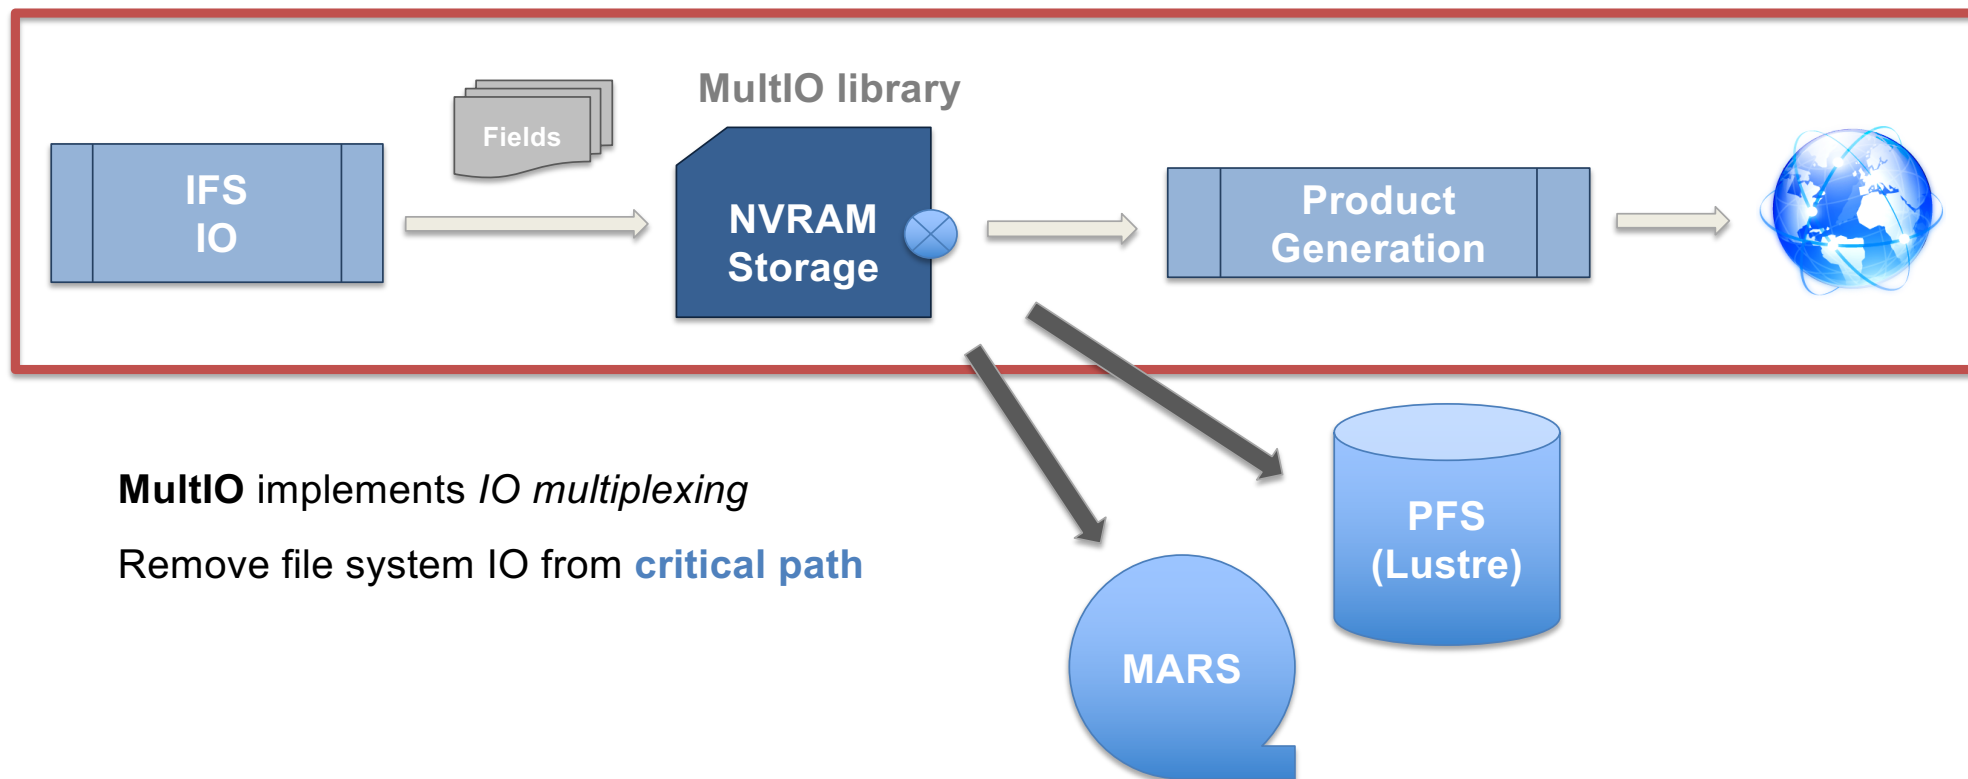 MultIO library
Fields
IFS
IO
NVRAM
Storage
Product
Generation
MultIO implements IO multiplexing
Remove file system IO from critical path
PFS
(Lustre)
MARS